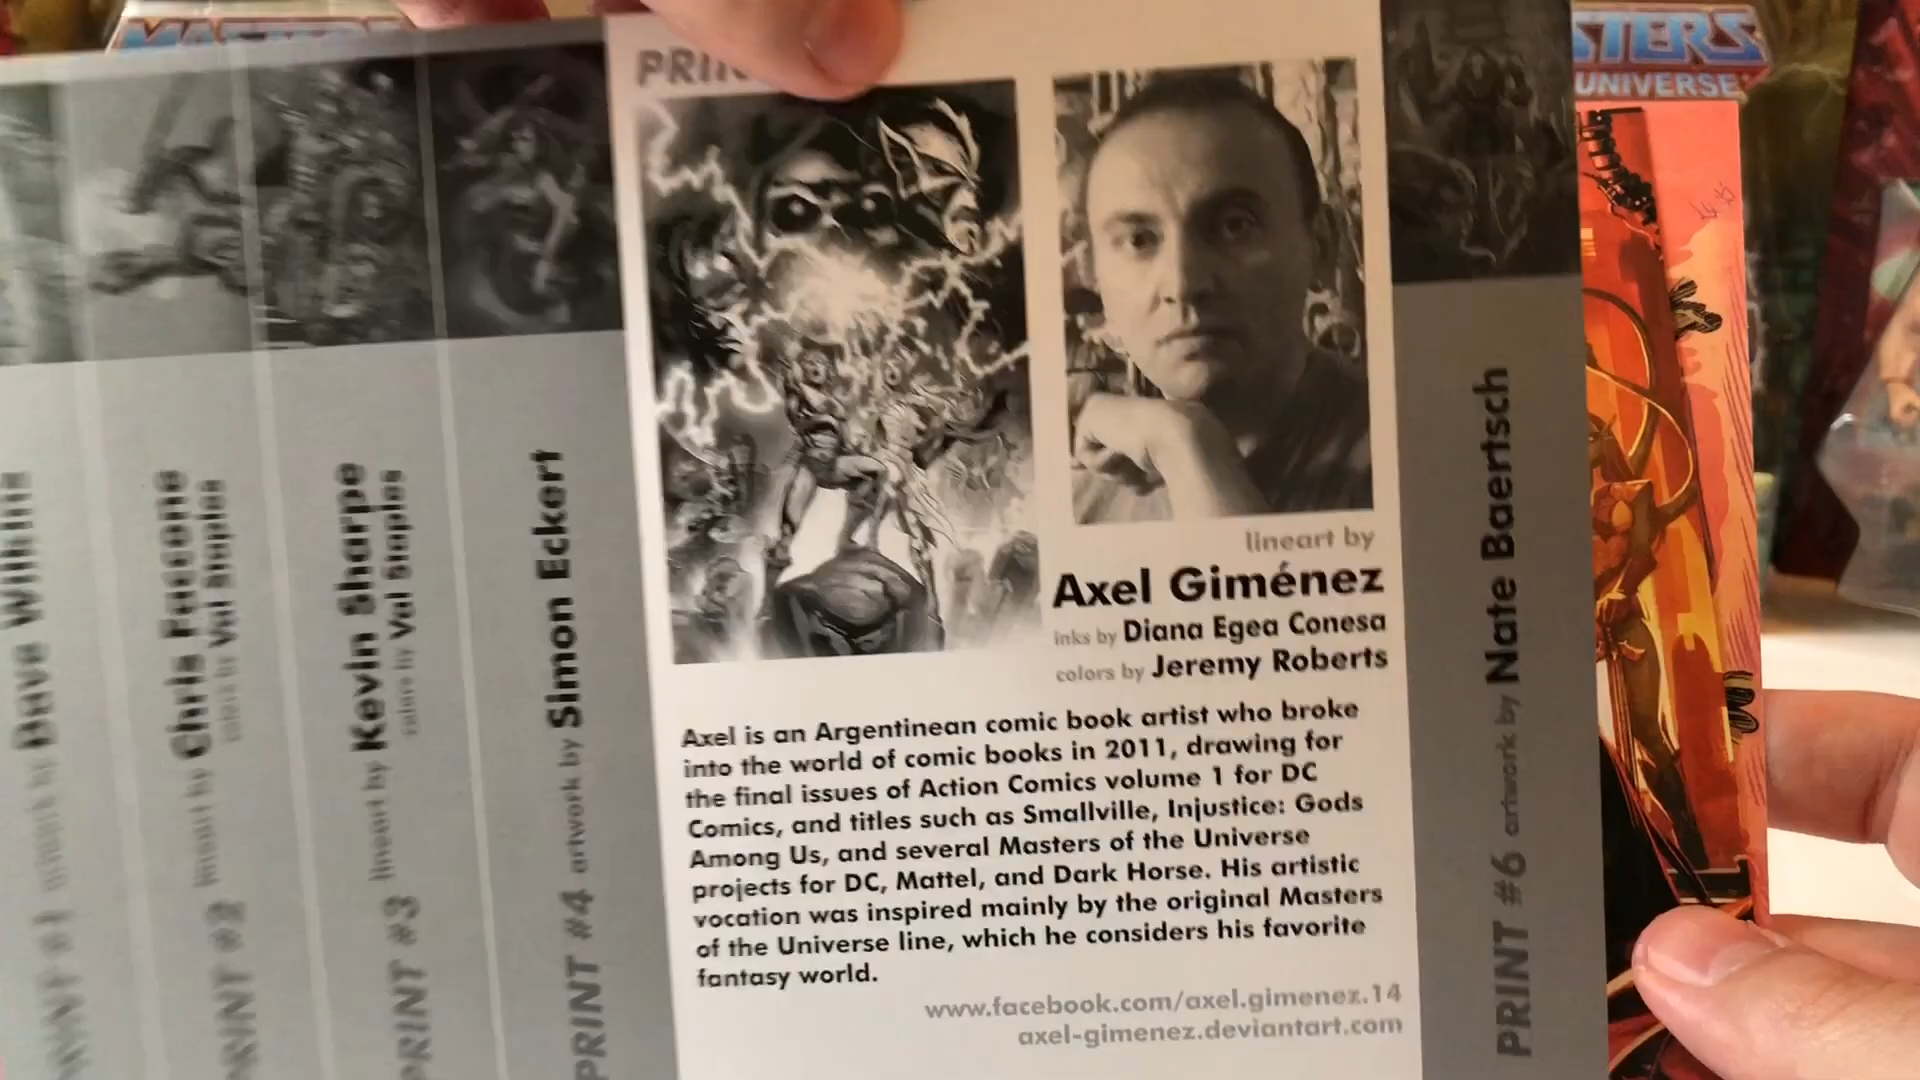 MASTERS
STERS
UNIVERSE
PRINT #2 lineart by Chris Faccone
colors by Val Staples
PRINT #3 lineart by Kevin Sharpe
colors by Val Staples
PRINT #4 artwork by Simon Eckert
lineart by
Axel Giménez
inks by Diana Egea Conesa
colors by Jeremy Roberts
Axel is an Argentinean comic book artist who broke
into the world of comic books in 2011, drawing for
the final issues of Action Comics volume 1 for DC
Comics, and titles such as Smallville, Injustice: Gods
Among Us, and several Masters of the Universe
projects for DC, Mattel, and Dark Horse. His artistic
vocation was inspired mainly by the original Masters
of the Universe line, which he considers his favorite
fantasy world.
www.facebook.com/axel.gimenez.14
axel-gimenez.deviantart.com
PRINT #6 artwork by Nate Baertsch